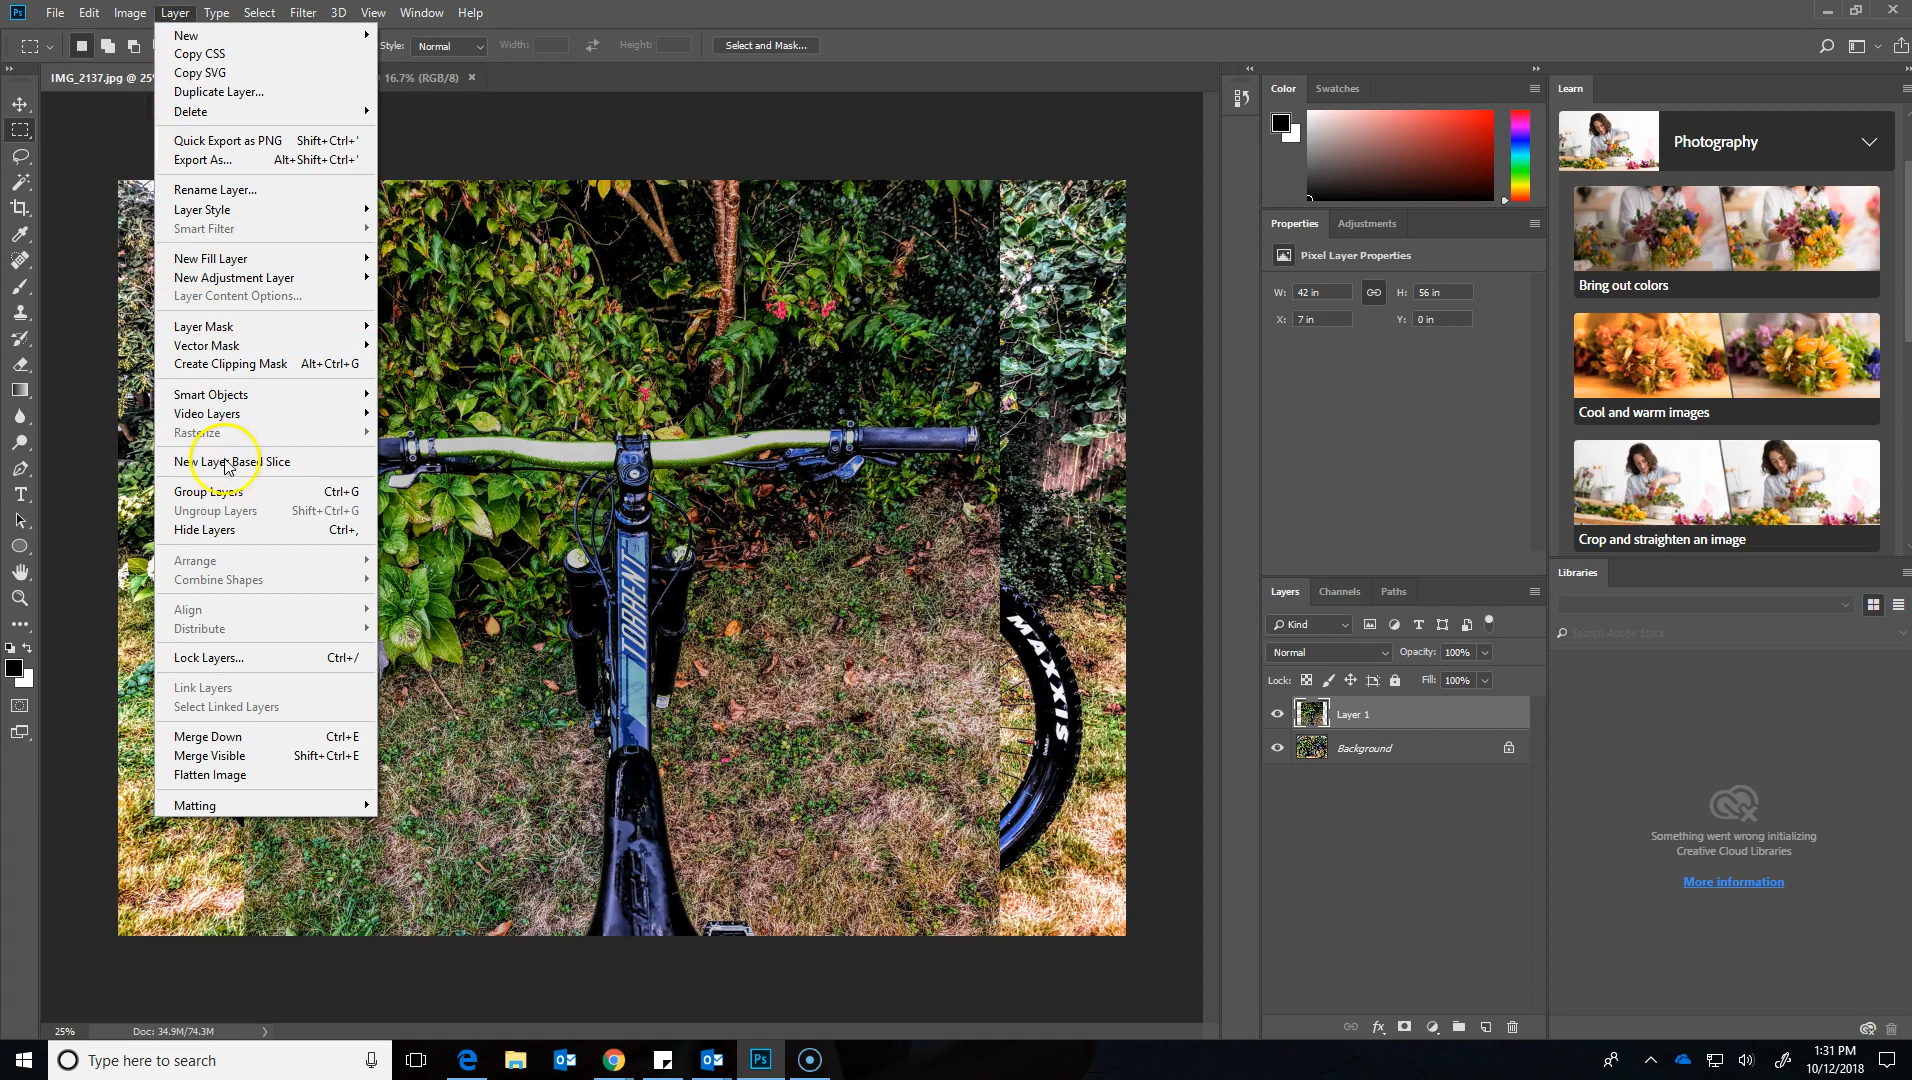 Ps File Edit Image Layer Type Select Filter 3D View Window Help
Style: Normal Width: Height: Select and Mask...
IMG_2137.jpg @ 25% 16.7% (RGB/8) ×
New
Copy CSS
Copy SVG
Duplicate Layer...
Delete
Quick Export as PNG Shift+Ctrl+'
Export As... Alt+Shift+Ctrl+'
Rename Layer...
Layer Style
Smart Filter
New Fill Layer
New Adjustment Layer
Layer Content Options...
Layer Mask
Vector Mask
Create Clipping Mask Alt+Ctrl+G
Smart Objects
Video Layers
Rasterize
New Layer Based Slice
Group Layers Ctrl+G
Ungroup Layers Shift+Ctrl+G
Hide Layers Ctrl+,
Arrange
Combine Shapes
Align
Distribute
Lock Layers... Ctrl+/
Link Layers
Select Linked Layers
Merge Down Ctrl+E
Merge Visible Shift+Ctrl+E
Flatten Image
Matting
TORRENT
MAXXIS
25% Doc: 34.9M/74.3M
Color Swatches
Properties Adjustments
Pixel Layer Properties
W: 42 in H: 56 in
X: 7 in Y: 0 in
Layers Channels Paths
Kind
Normal Opacity: 100%
Lock: Fill: 100%
Layer 1
Background
Learn
Photography
Bring out colors
Cool and warm images
Crop and straighten an image
Libraries
Search Adobe Stock
Something went wrong initializing
Creative Cloud Libraries
More information
Type here to search
Ps
1:31 PM
10/12/2018